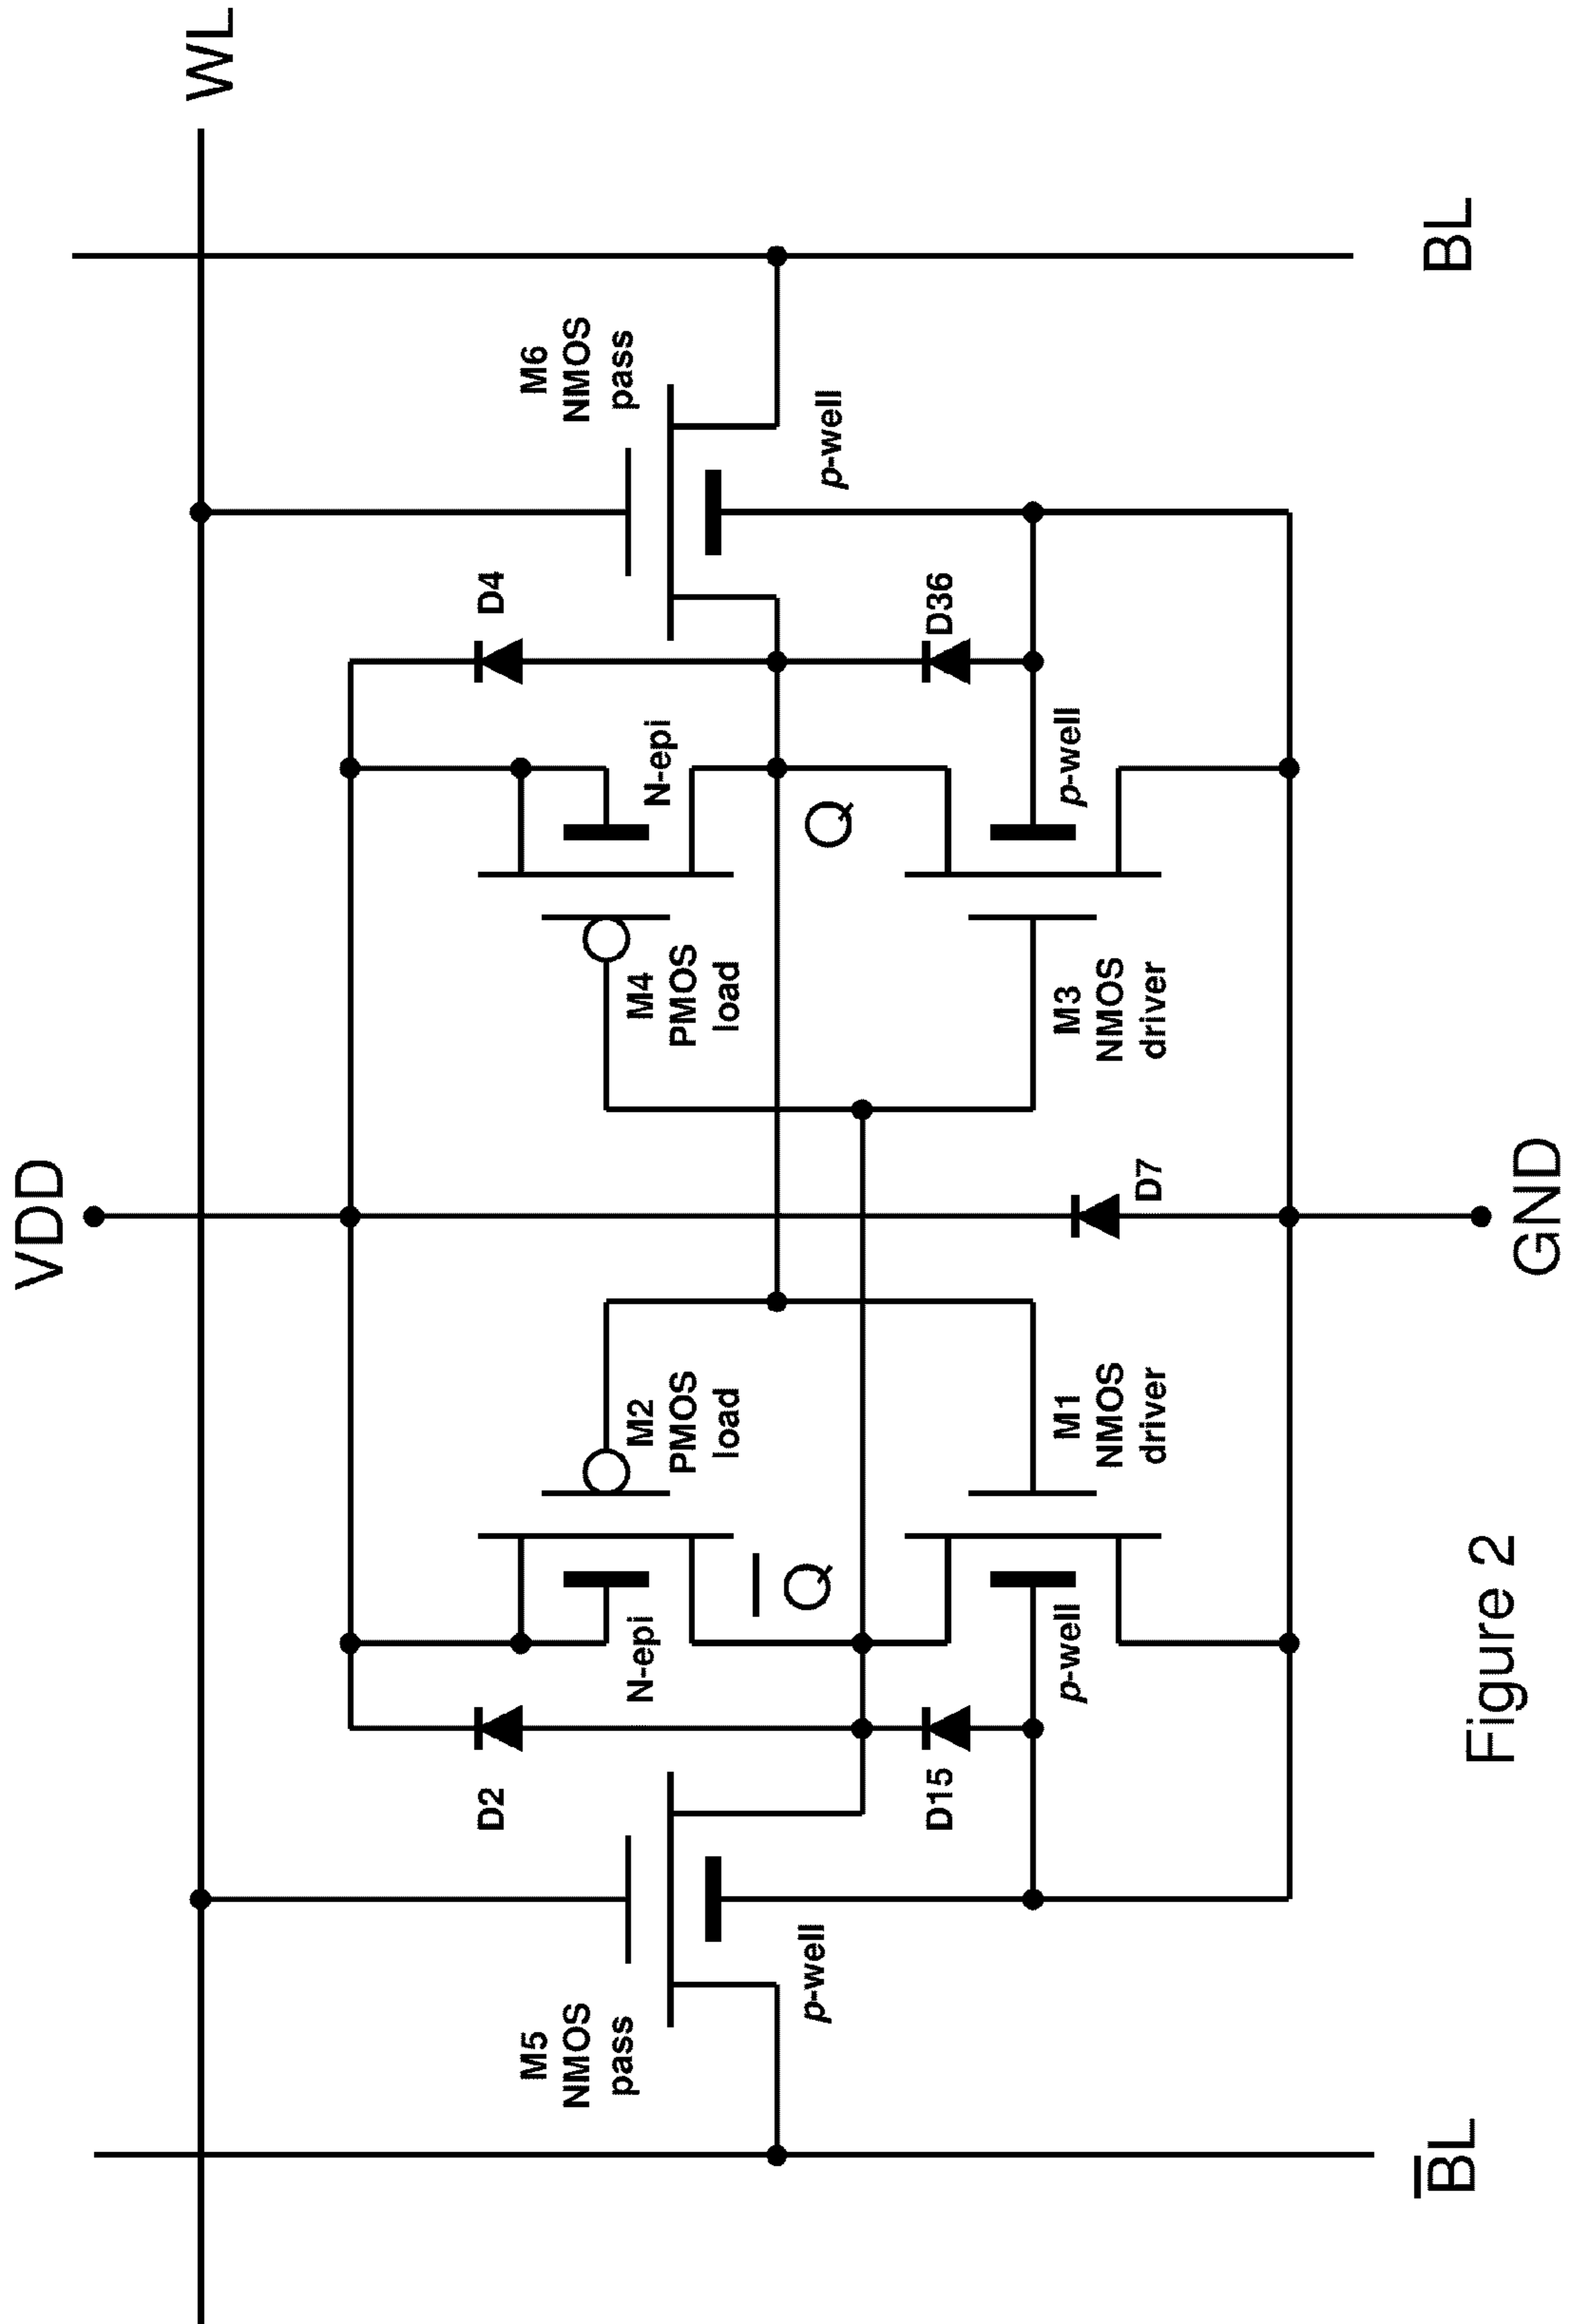 VDD
WL
M5
NMOS
pass
D2
M2
PMOS
load
N-epi
M4
PMOS
load
N-epi
D4
M6
NMOS
pass
p-well
Q
Q
p-well
D15
p-well
M1
NMOS
driver
D7
M3
NMOS
driver
p-well
D36
BL
GND
BL
Figure 2